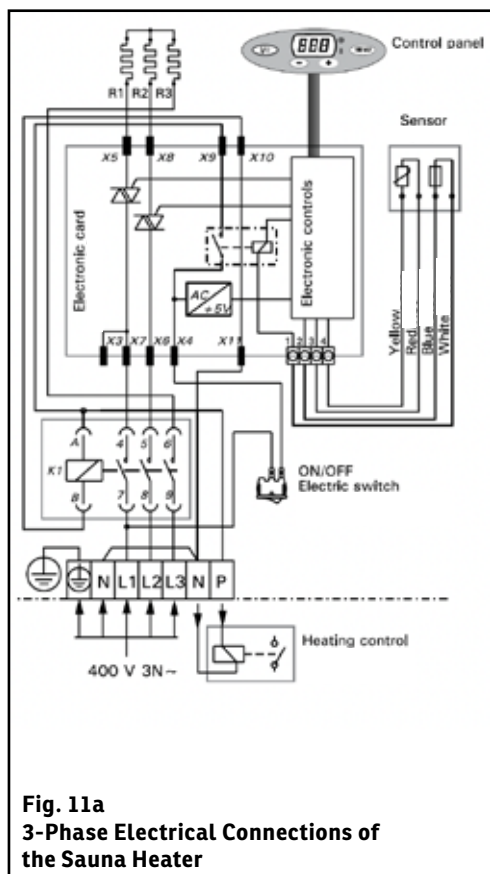 888
Control panel
R1 R2 R3
Sensor
X5 X8 X9 X10
Electronic card
Electronic controls
AC
+5V
X3 X7 X6 X4 X11
1 2 3 4
Yellow
Red
Blue
White
A 4 5 6
K1
B 7 8 9
ON/OFF
Electric switch
N L1 L2 L3 N P
400 V 3N~
Heating control
Fig. 11a
3-Phase Electrical Connections of
the Sauna Heater